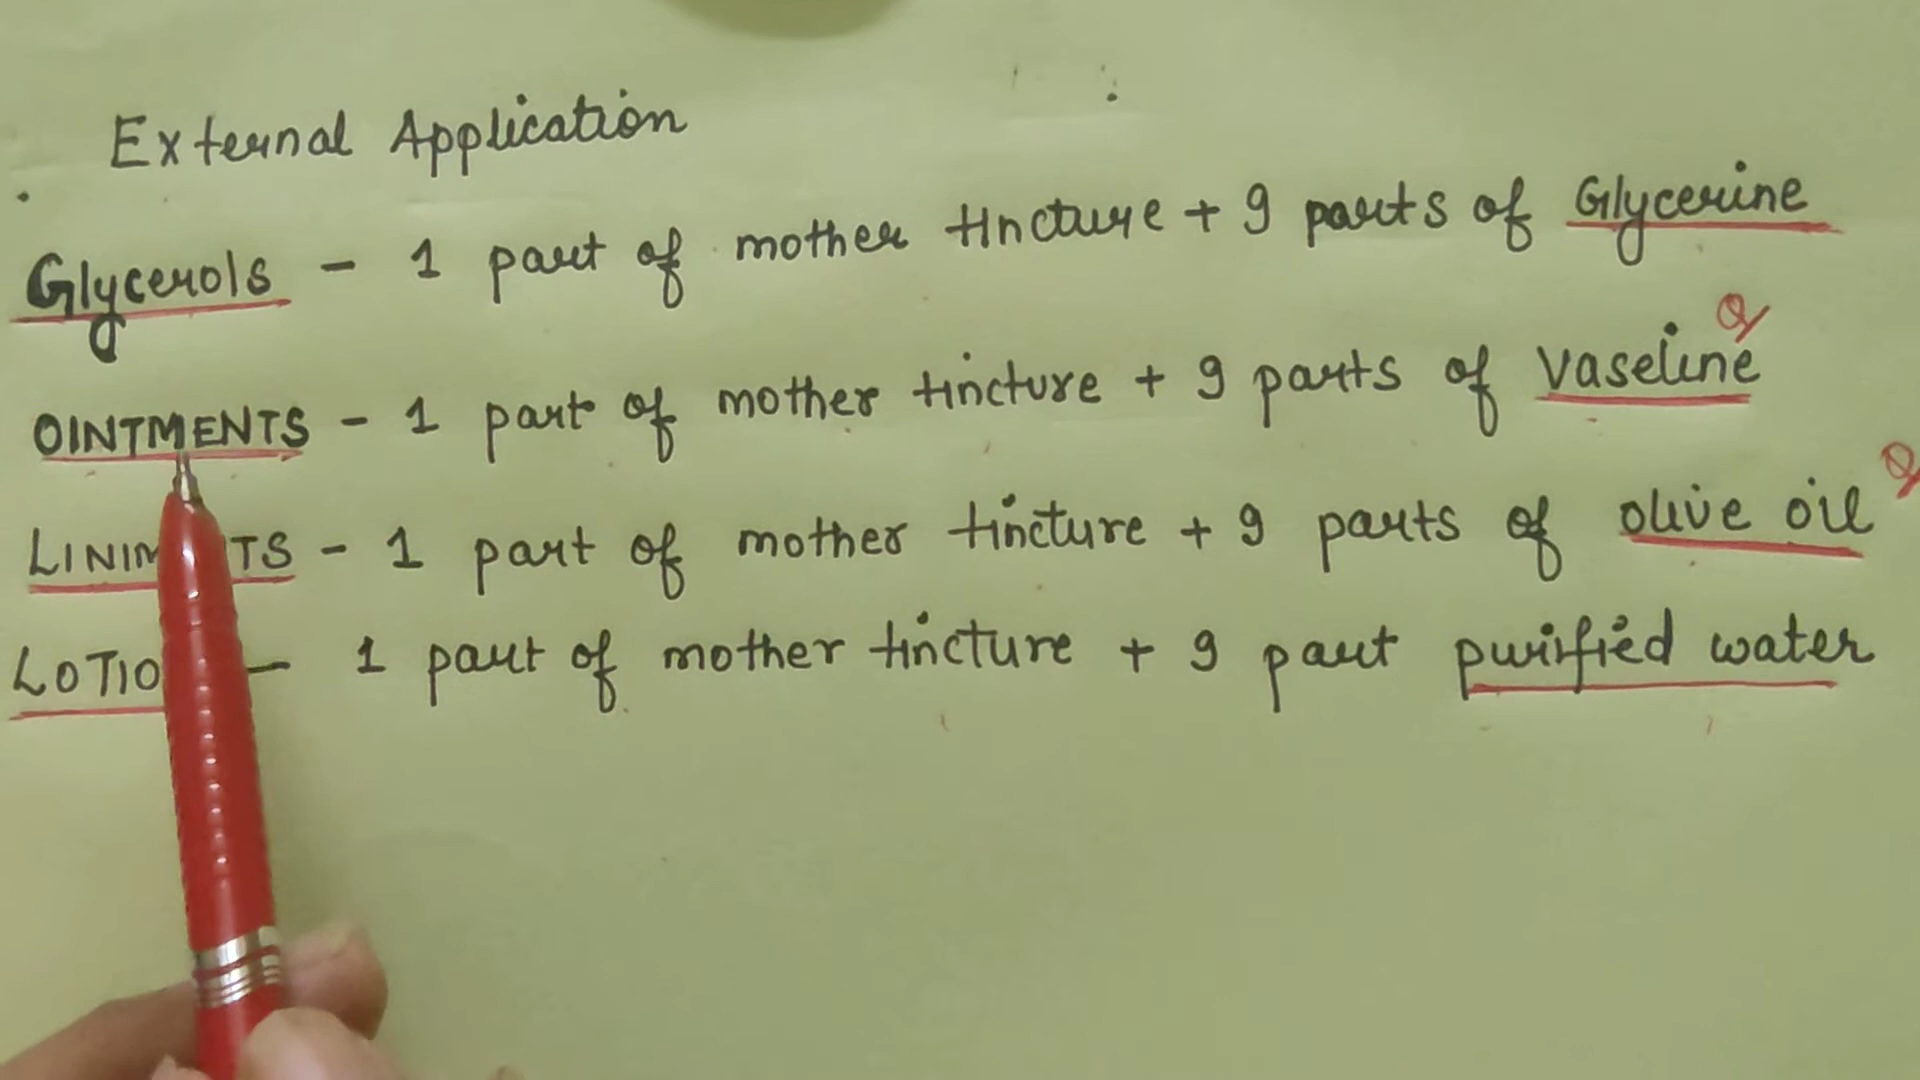 External Application
Glycerols - 1 part of mother tincture + 9 parts of Glycerine
Q
OINTMENTS - 1 part of mother tincture + 9 parts of Vaseline
Q
- 1 part of mother tincture + 9 parts of olive oil
- 1 part of mother tincture + 9 part purified water